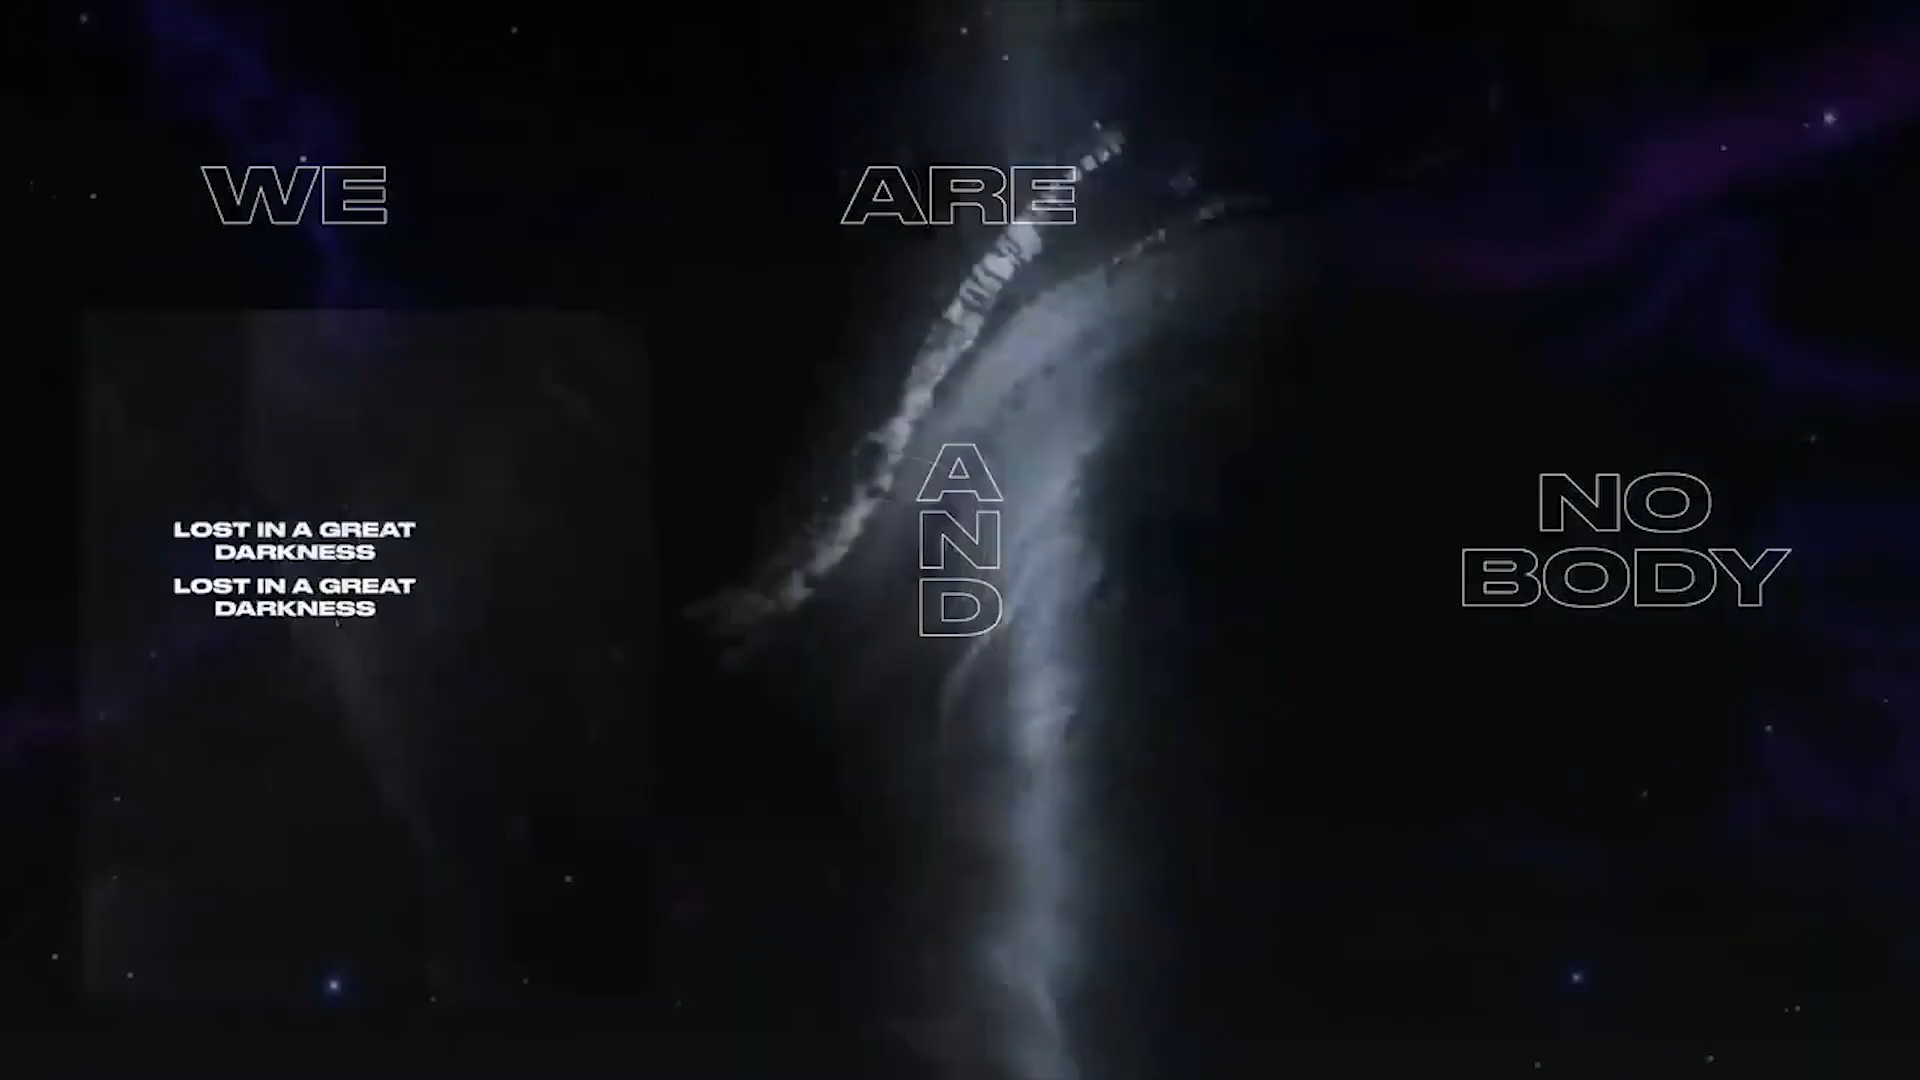 WE ARE
LOST IN A GREAT
DARKNESS
LOST IN A GREAT
DARKNESS
A
N
D
NO
BODY